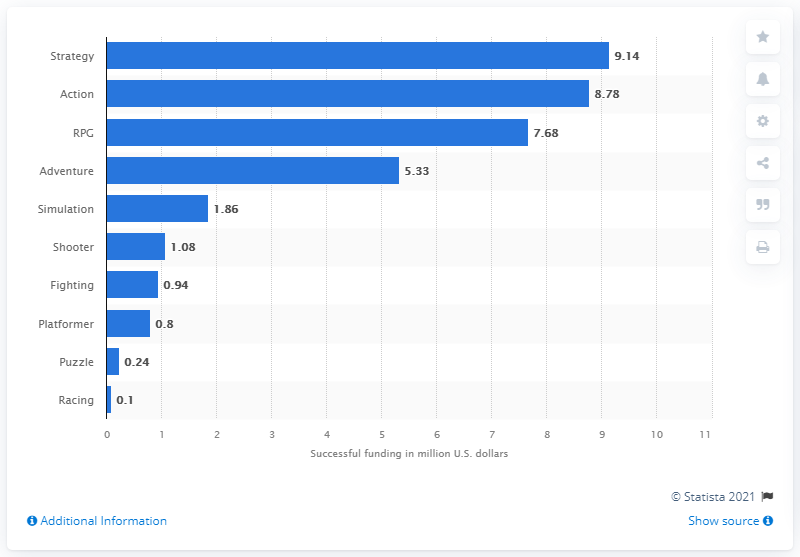 Strategy 9.14
Action 8.78
RPG 7.68
Adventure 5.33
Simulation 1.86
Shooter 1.08
Fighting 0.94
Platformer 0.8
Puzzle 0.24
Racing 0.1
0 1 2 3 4 5 6 7 8 9 10 11
Successful funding in million U.S. dollars
© Statista 2021
Additional Information Show source